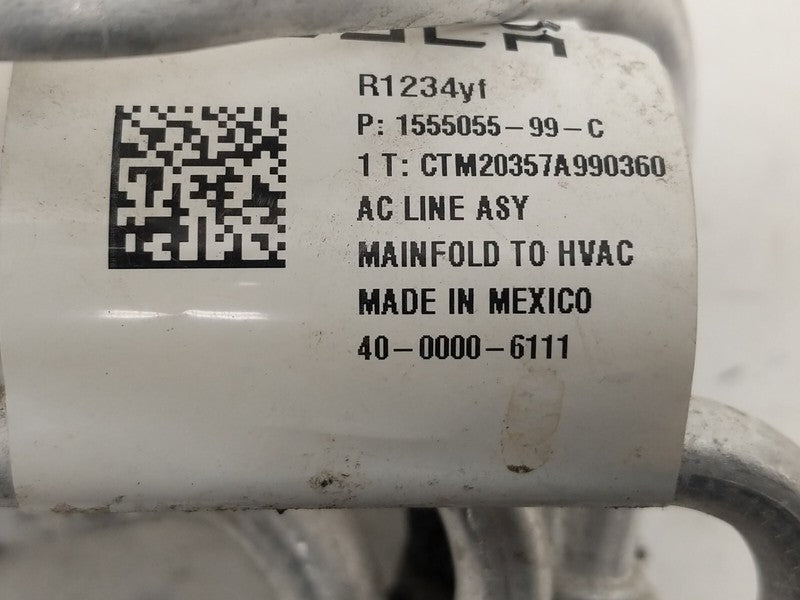 R1234yf
P: 1555055-99-C
1 T: CTM20357A990360
AC LINE ASY
MAINFOLD TO HVAC
MADE IN MEXICO
40-0000-6111